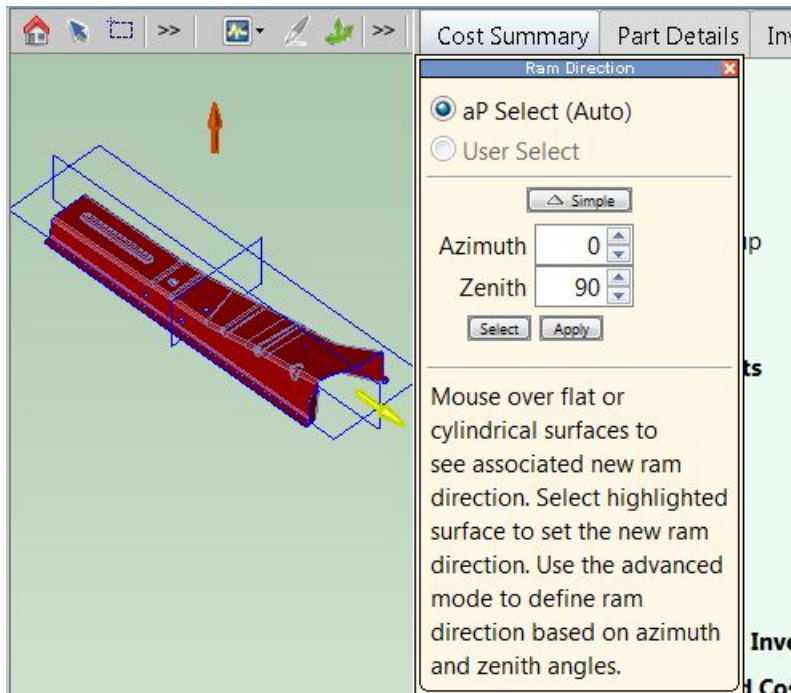 >>
>>
Cost Summary
Part Details
Ram Direction
aP Select (Auto)
User Select
Simple
Azimuth 0
Zenith 90
Select Apply
Mouse over flat or
cylindrical surfaces to
see associated new ram
direction. Select highlighted
surface to set the new ram
direction. Use the advanced
mode to define ram
direction based on azimuth
and zenith angles.